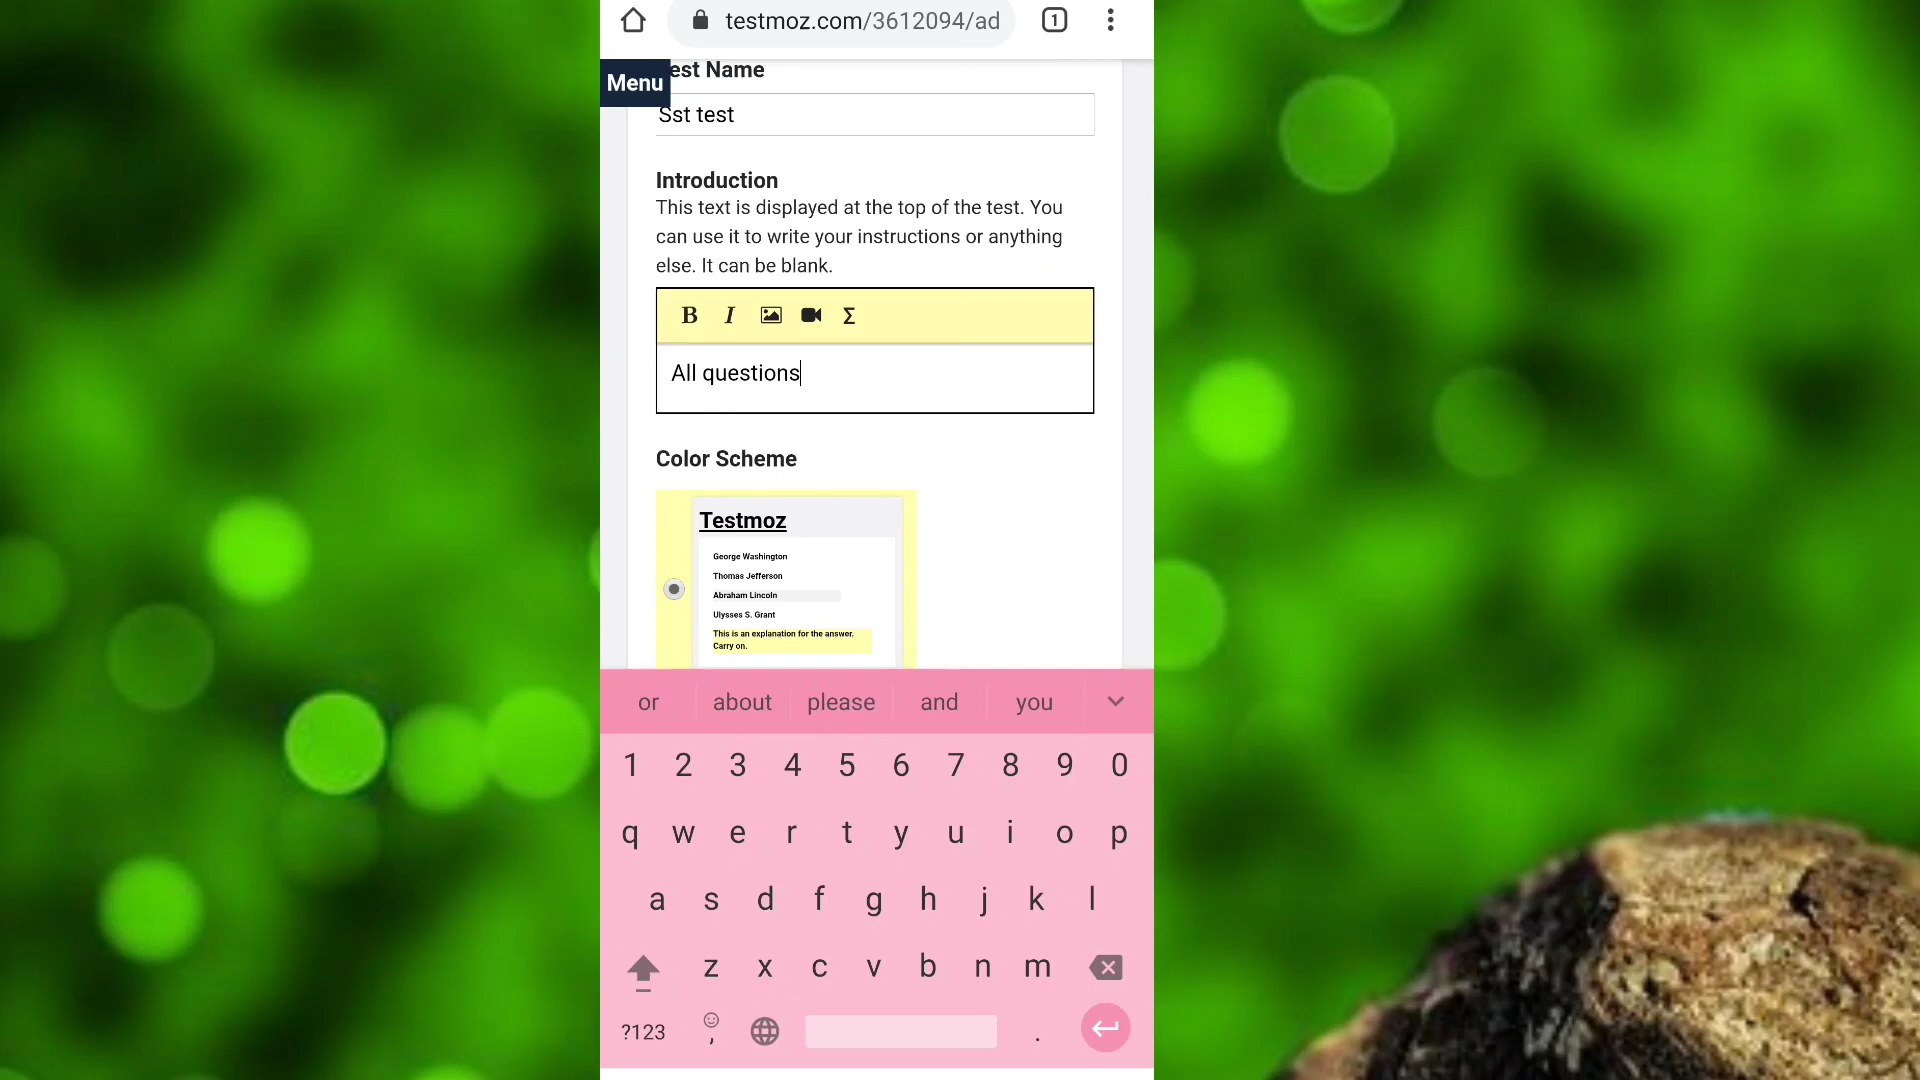 testmoz.com/3612094/ad
1
Menu
est Name
Sst test
Introduction
This text is displayed at the top of the test. You
can use it to write your instructions or anything
else. It can be blank.
B I Σ
All questions
Color Scheme
Testmoz
George Washington
Thomas Jefferson
Abraham Lincoln
Ulysses S. Grant
This is an explanation for the answer.
Carry on.
or about please and you
1 2 3 4 5 6 7 8 9 0
q w e r t y u i o p
a s d f g h j k l
z x c v b n m
?123 , .